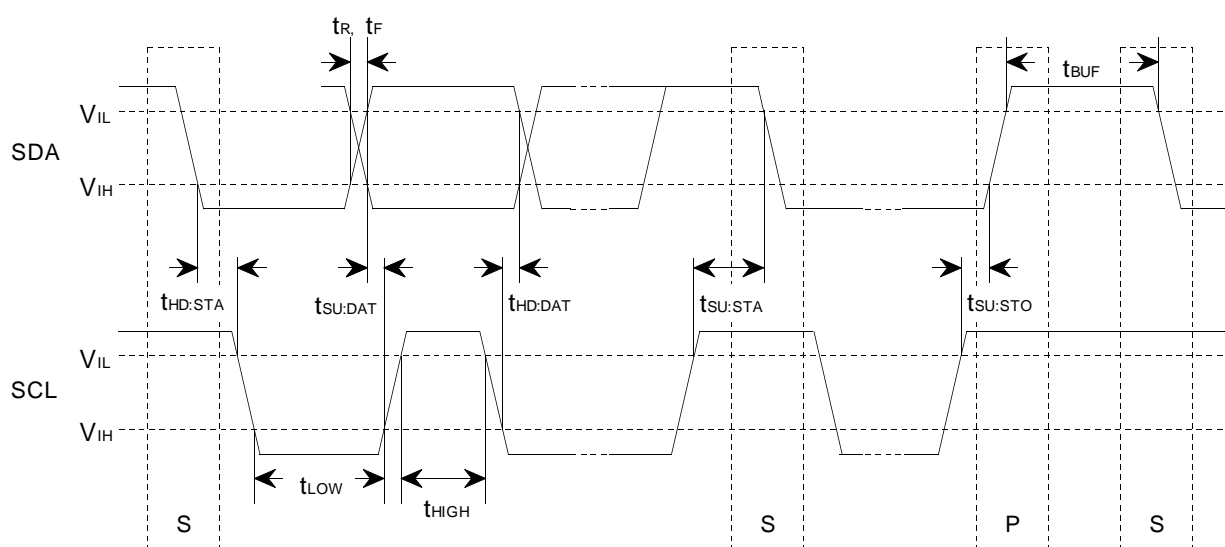 tR, tF
tBUF
VIL
SDA
VIH
tHD:STA
tSU:DAT
tHD:DAT
tSU:STA
tSU:STO
VIL
SCL
VIH
tLOW
tHIGH
S
S
P
S